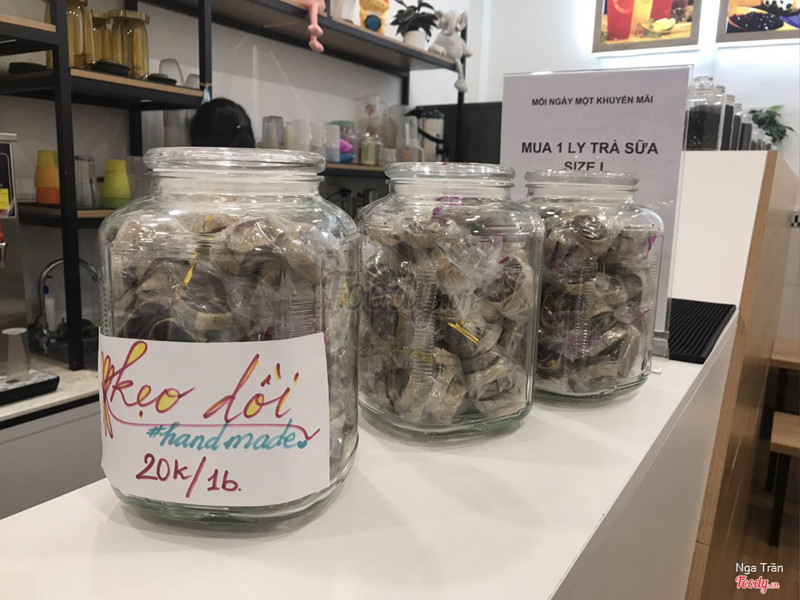 MỖI NGÀY MỘT KHUYẾN MÃI
MUA 1 LY TRÀ SỮA
SIZE L
kẹo dồi
#handmade
20k/1b.
Nga Trần
Foody.vn